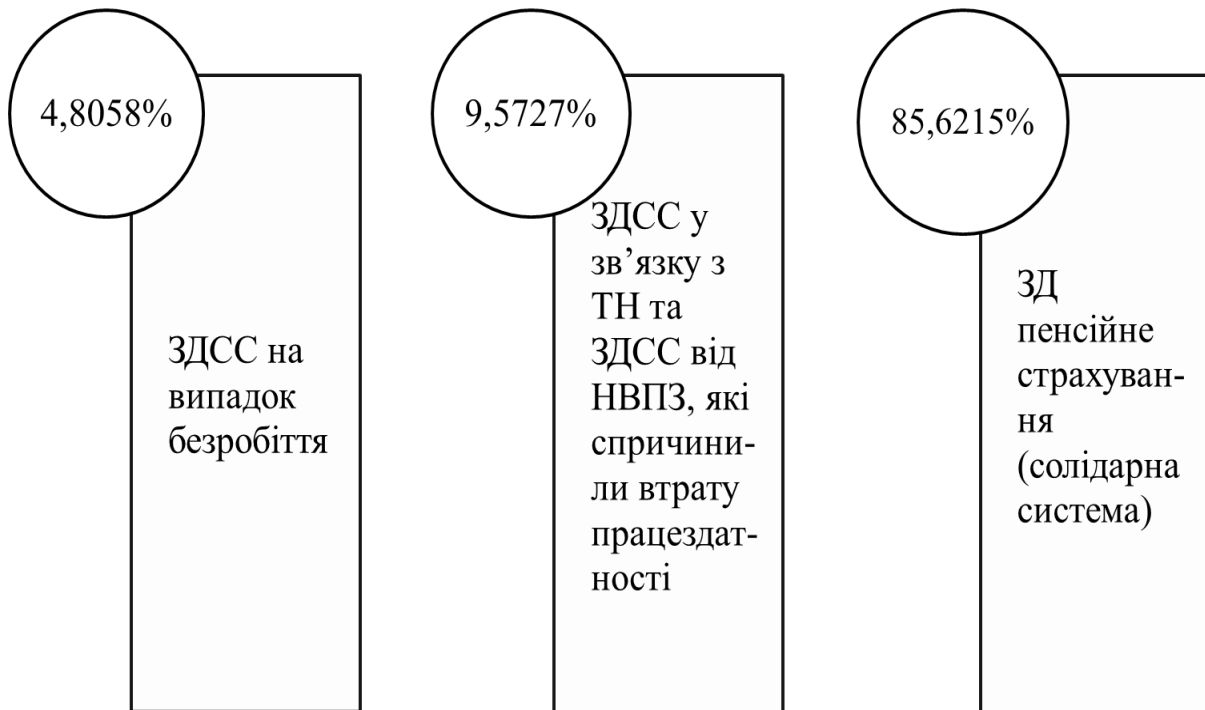 4,8058%
ЗДСС на
випадок
безробіття
9,5727%
ЗДСС у
зв’язку з
ТН та
ЗДСС від
НВПЗ, які
спричини-
ли втрату
працездат-
ності
85,6215%
ЗД
пенсійне
страхуван-
ня
(солідарна
система)